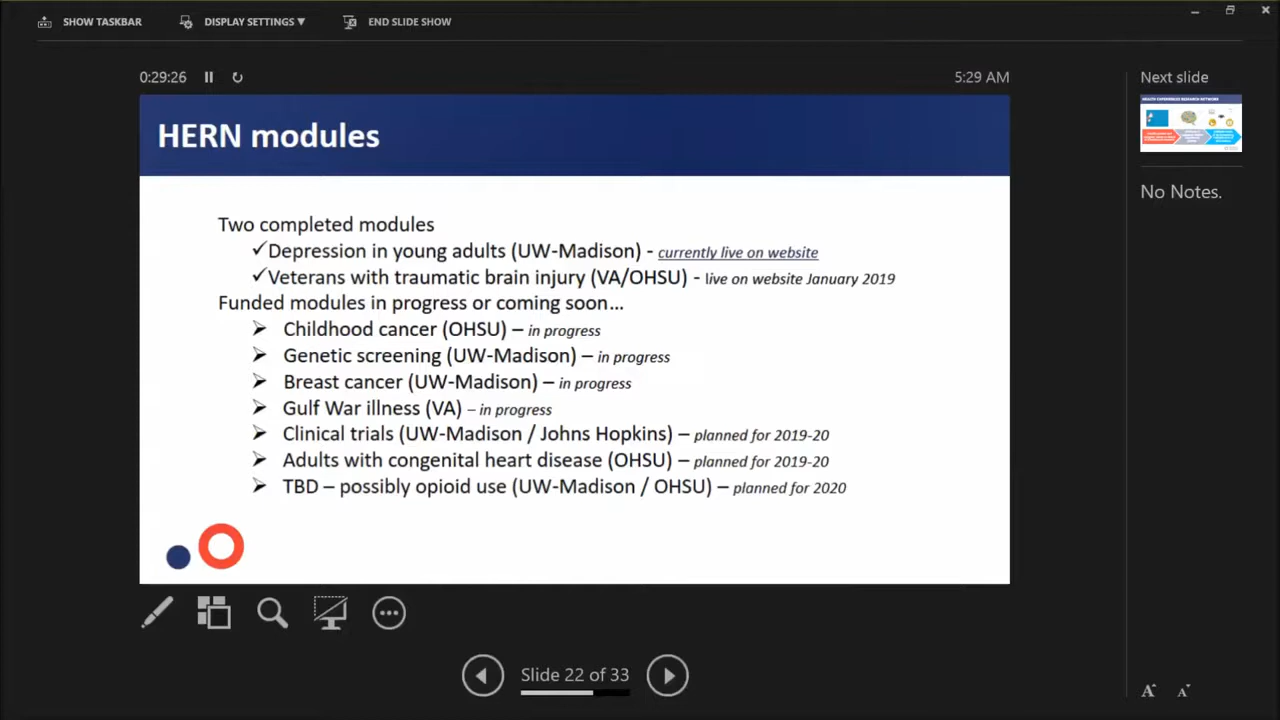 SHOW TASKBAR
DISPLAY SETTINGS ▼
END SLIDE SHOW
0:29:26
5:29 AM
Next slide
HERN modules
HEALTH EXPERIENCES RESEARCH NETWORK
No Notes.
Two completed modules
✓Depression in young adults (UW-Madison) - currently live on website
✓Veterans with traumatic brain injury (VA/OHSU) - live on website January 2019
Funded modules in progress or coming soon…
➢ Childhood cancer (OHSU) – in progress
➢ Genetic screening (UW-Madison) – in progress
➢ Breast cancer (UW-Madison) – in progress
➢ Gulf War illness (VA) – in progress
➢ Clinical trials (UW-Madison / Johns Hopkins) – planned for 2019-20
➢ Adults with congenital heart disease (OHSU) – planned for 2019-20
➢ TBD – possibly opioid use (UW-Madison / OHSU) – planned for 2020
Slide 22 of 33
A A